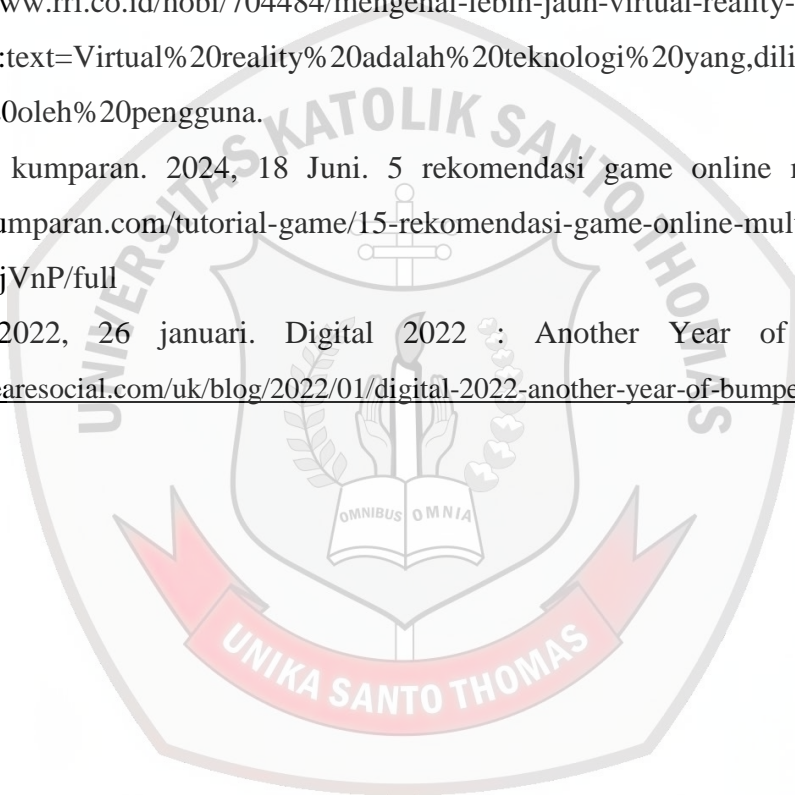 ww.rri.co.id/hobi/704484/mengenal-lebih-jauh-virtual-reality-
:text=Virtual%20reality%20adalah%20teknologi%20yang,dili
0oleh%20pengguna.
kumparan. 2024, 18 Juni. 5 rekomendasi game online
umparan.com/tutorial-game/15-rekomendasi-game-online-mul
jVnP/full
2022, 26 januari. Digital 2022 : Another Year of
earesocial.com/uk/blog/2022/01/digital-2022-another-year-of-bumpe
UNIVERSITAS KATOLIK SANTO THOMAS
OMNIBUS OMNIA
UNIKA SANTO THOMAS